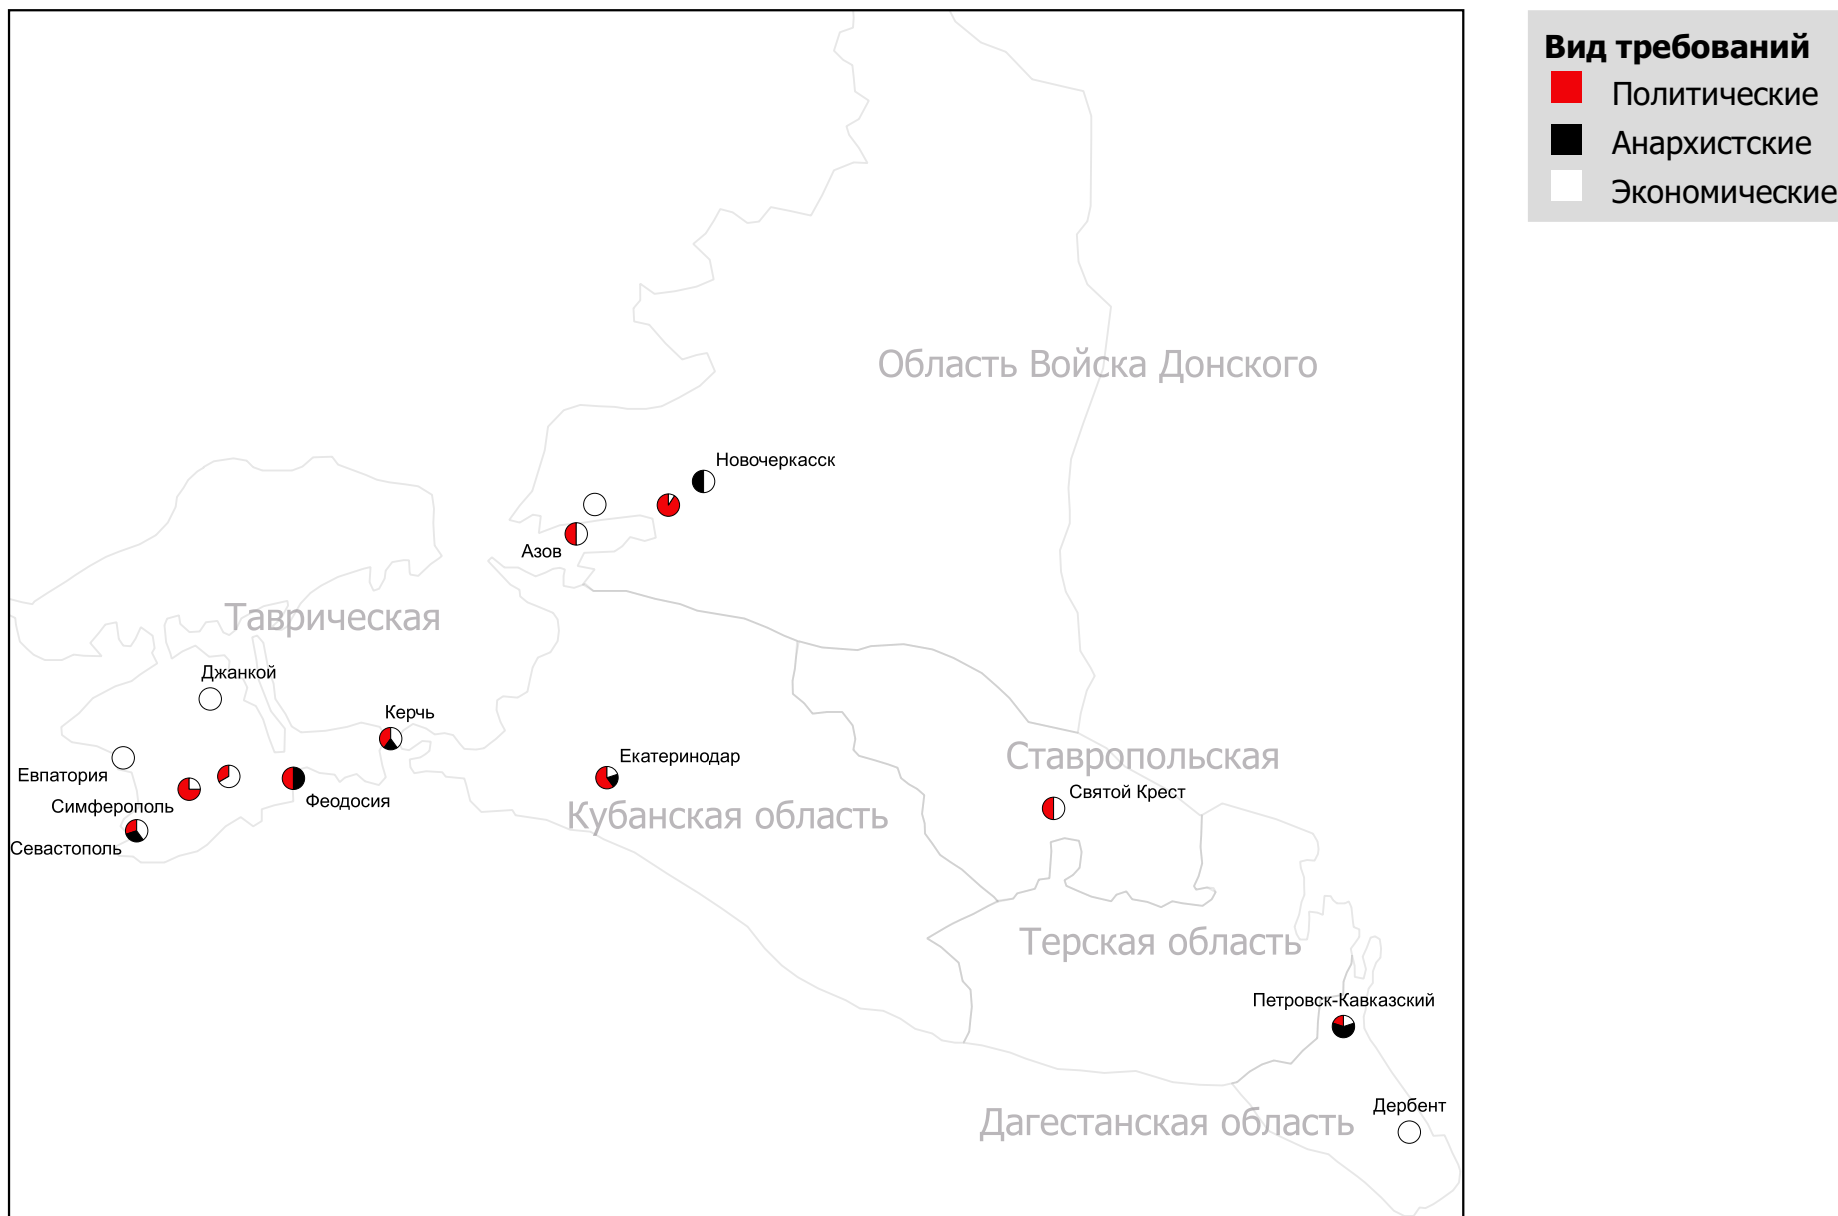 Вид требований
Политические
Анархистские
Экономические
Область Войска Донского
Новочеркасск
Азов
Таврическая
Джанкой
Керчь
Екатеринодар
Ставропольская
Евпатория
Святой Крест
Симферополь
Феодосия
Кубанская область
Севастополь
Терская область
Петровск-Кавказский
Дербент
Дагестанская область